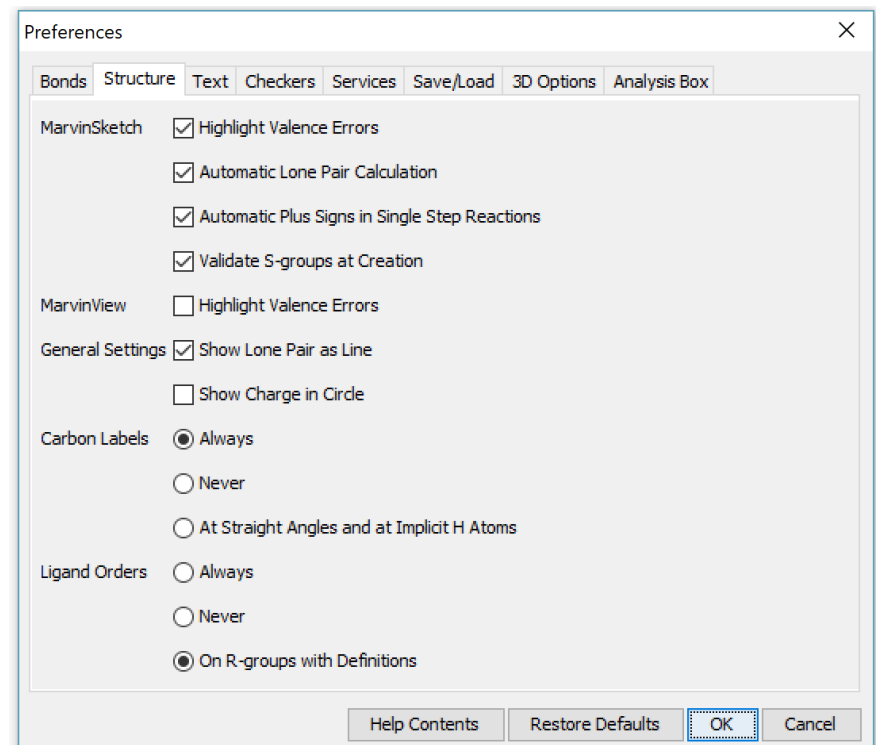 Preferences
Bonds Structure Text Checkers Services Save/Load 3D Options Analysis Box
MarvinSketch Highlight Valence Errors
Automatic Lone Pair Calculation
Automatic Plus Signs in Single Step Reactions
Validate S-groups at Creation
MarvinView Highlight Valence Errors
General Settings Show Lone Pair as Line
Show Charge in Circle
Carbon Labels Always
Never
At Straight Angles and at Implicit H Atoms
Ligand Orders Always
Never
On R-groups with Definitions
Help Contents Restore Defaults OK Cancel